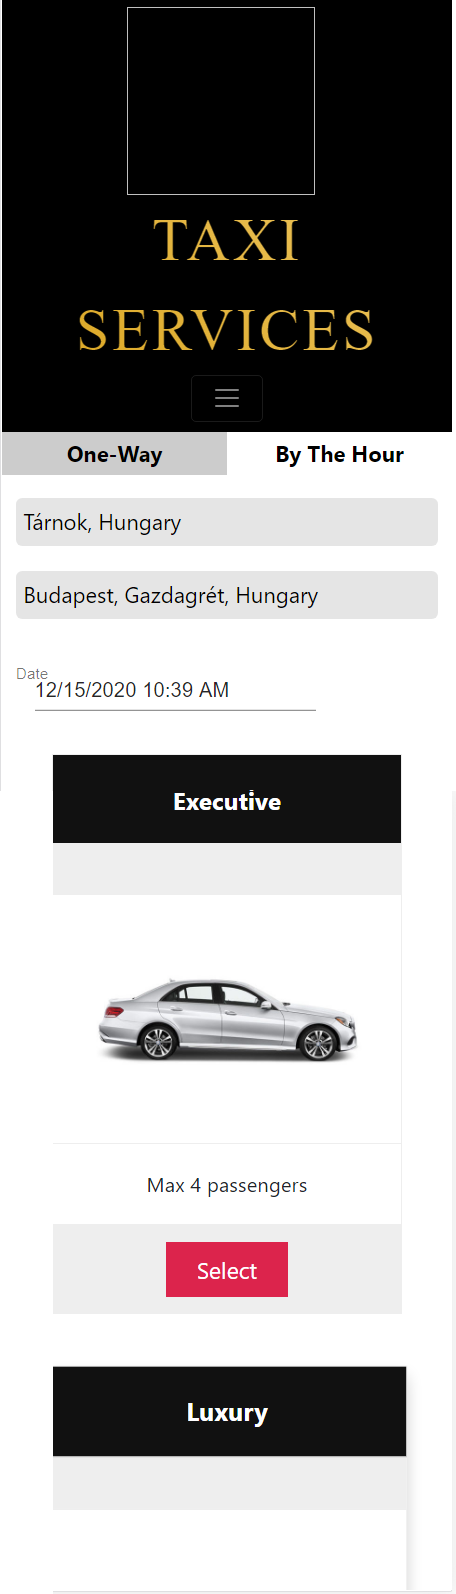 TAXI
SERVICES
One-Way
By The Hour
Tárnok, Hungary
Budapest, Gazdagrét, Hungary
Date
12/15/2020 10:39 AM
Executive
Max 4 passengers
Select
Luxury